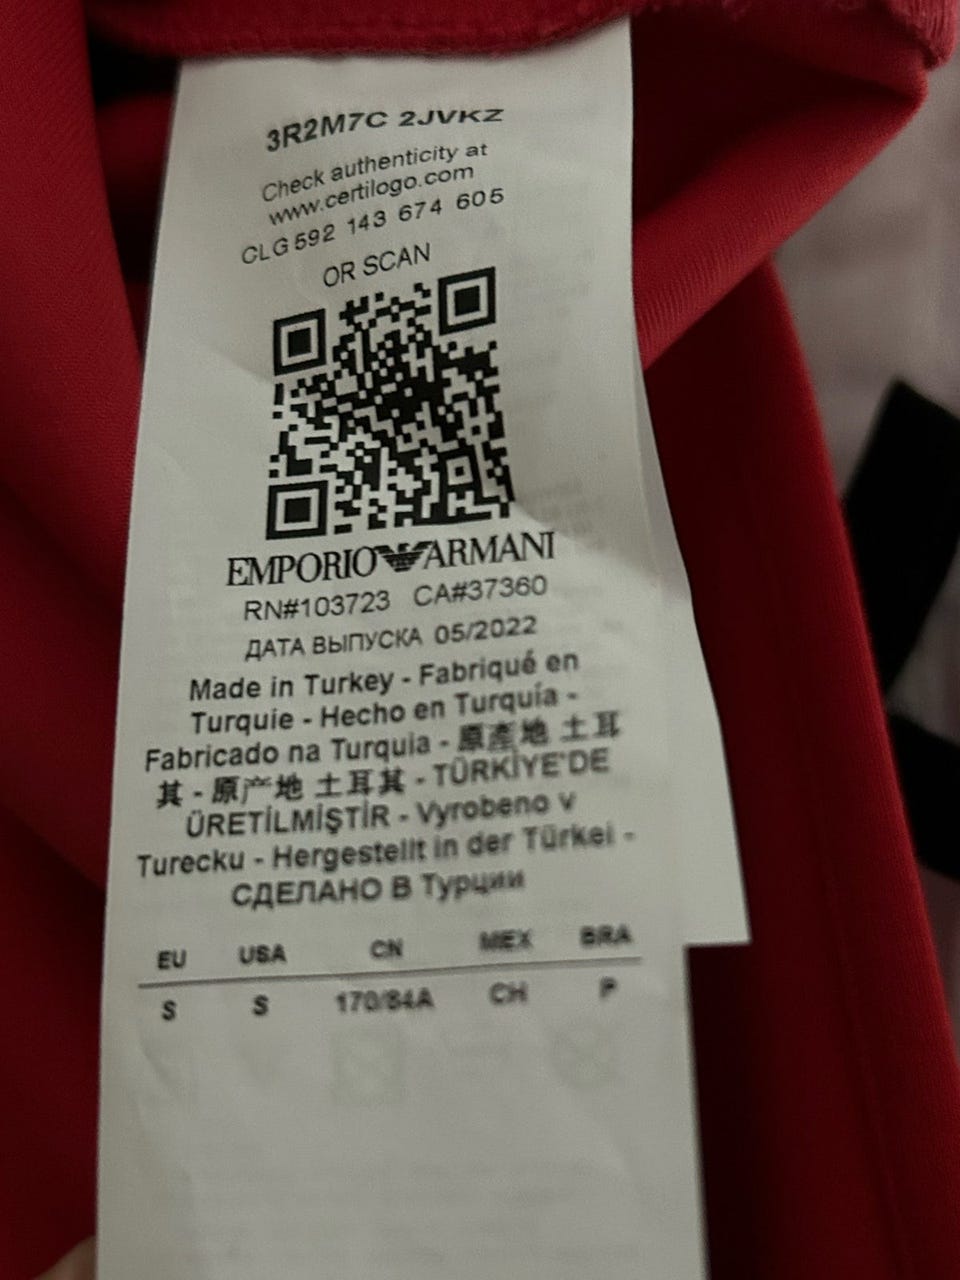 3R2M7C 2JVKZ
Check authenticity at
www.certilogo.com
CLG 592 143 674 605
OR SCAN
EMPORIO ARMANI
RN#103723 CA#37360
ДАТА ВЫПУСКА 05/2022
Made in Turkey - Fabriqué en
Turquie - Hecho en Turquía -
Fabricado na Turquia - 原產地 土耳
其 - 原产地 土耳其 - TÜRKİYE'DE
ÜRETİLMİŞTİR - Vyrobeno v
Turecku - Hergestellt in der Türkei -
СДЕЛАНО В Турции
EU USA CN MEX BRA
S S 170/84A CH P